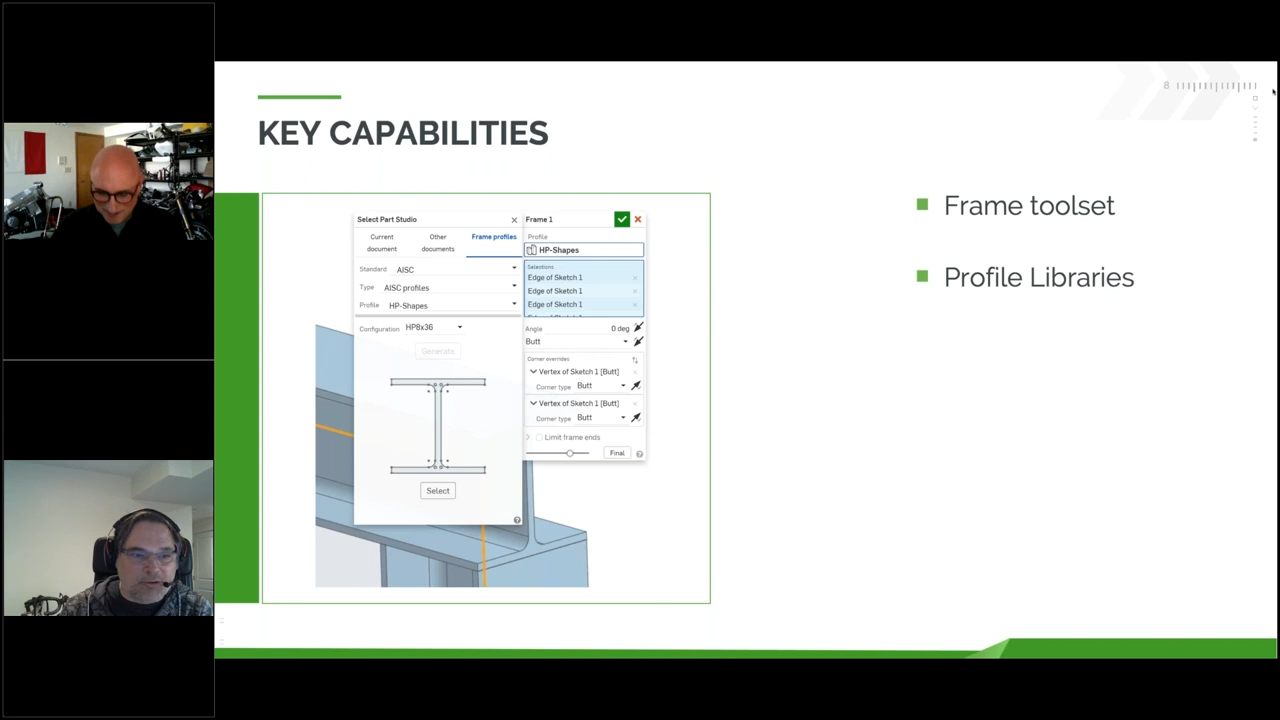 8
KEY CAPABILITIES
Select Part Studio
Current
document
Other
documents
Frame profiles
Standard AISC
Type AISC profiles
Profile HP-Shapes
Configuration HP8x36
Generate
Select
Frame 1
Profile
HP-Shapes
Selections
Edge of Sketch 1
Edge of Sketch 1
Edge of Sketch 1
Angle 0 deg
Butt
Corner overrides
Vertex of Sketch 1 [Butt]
Corner type Butt
Vertex of Sketch 1 [Butt]
Corner type Butt
Limit frame ends
Final
Frame toolset
Profile Libraries